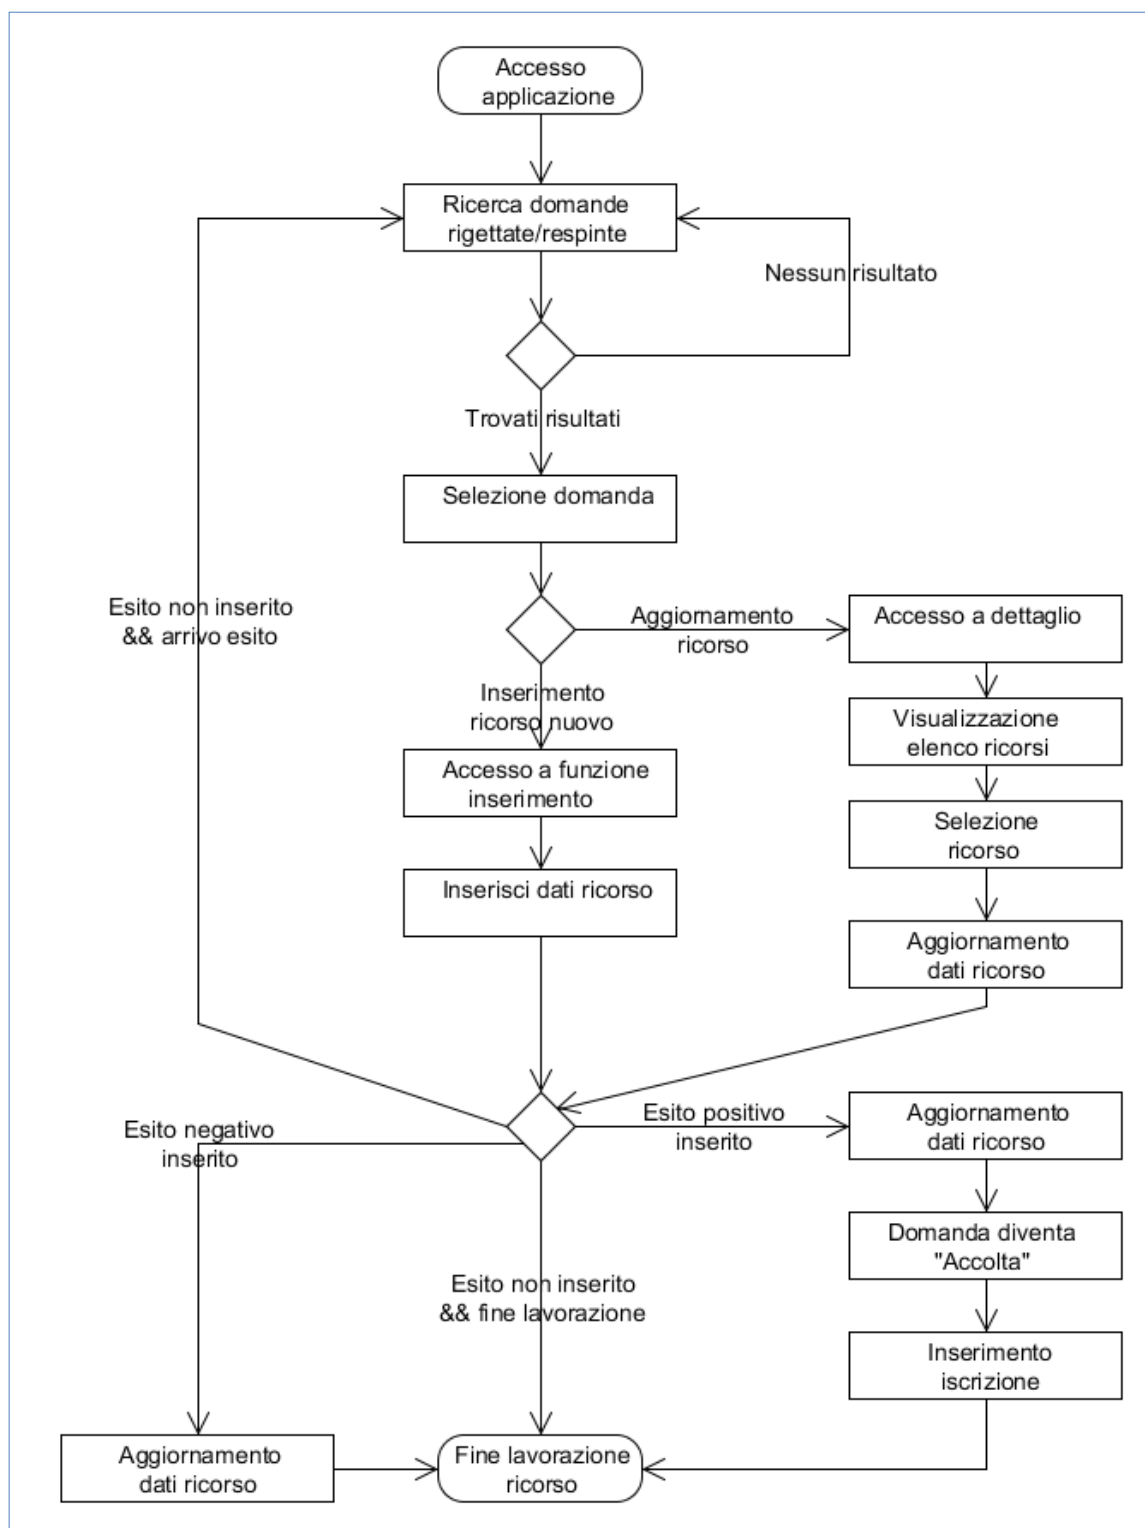 Accesso
applicazione
Ricerca domande
rigettate/respinte
Nessun risultato
Trovati risultati
Selezione domanda
Esito non inserito
&& arrivo esito
Aggiornamento
ricorso
Accesso a dettaglio
Inserimento
ricorso nuovo
Visualizzazione
elenco ricorsi
Accesso a funzione
inserimento
Selezione
ricorso
Inserisci dati ricorso
Aggiornamento
dati ricorso
Esito negativo
inserito
Esito positivo
inserito
Aggiornamento
dati ricorso
Domanda diventa
"Accolta"
Esito non inserito
&& fine lavorazione
Inserimento
iscrizione
Aggiornamento
dati ricorso
Fine lavorazione
ricorso